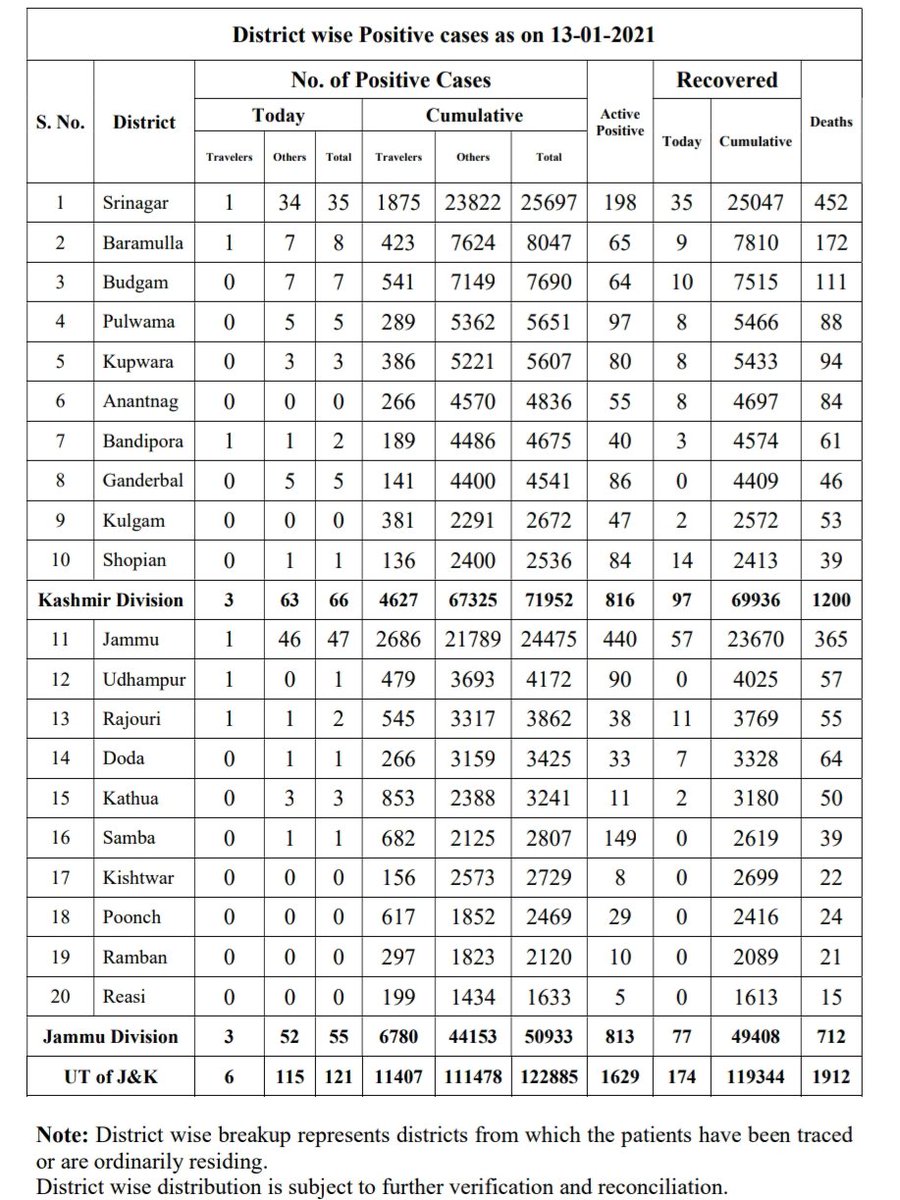 District wise Positive cases as on 13-01-2021
S. No. District No. of Positive Cases Active Positive Recovered Deaths
Today Cumulative Today Cumulative
Travelers Others Total Travelers Others Total
1 Srinagar 1 34 35 1875 23822 25697 198 35 25047 452
2 Baramulla 1 7 8 423 7624 8047 65 9 7810 172
3 Budgam 0 7 7 541 7149 7690 64 10 7515 111
4 Pulwama 0 5 5 289 5362 5651 97 8 5466 88
5 Kupwara 0 3 3 386 5221 5607 80 8 5433 94
6 Anantnag 0 0 0 266 4570 4836 55 8 4697 84
7 Bandipora 1 1 2 189 4486 4675 40 3 4574 61
8 Ganderbal 0 5 5 141 4400 4541 86 0 4409 46
9 Kulgam 0 0 0 381 2291 2672 47 2 2572 53
10 Shopian 0 1 1 136 2400 2536 84 14 2413 39
Kashmir Division 3 63 66 4627 67325 71952 816 97 69936 1200
11 Jammu 1 46 47 2686 21789 24475 440 57 23670 365
12 Udhampur 1 0 1 479 3693 4172 90 0 4025 57
13 Rajouri 1 1 2 545 3317 3862 38 11 3769 55
14 Doda 0 1 1 266 3159 3425 33 7 3328 64
15 Kathua 0 3 3 853 2388 3241 11 2 3180 50
16 Samba 0 1 1 682 2125 2807 149 0 2619 39
17 Kishtwar 0 0 0 156 2573 2729 8 0 2699 22
18 Poonch 0 0 0 617 1852 2469 29 0 2416 24
19 Ramban 0 0 0 297 1823 2120 10 0 2089 21
20 Reasi 0 0 0 199 1434 1633 5 0 1613 15
Jammu Division 3 52 55 6780 44153 50933 813 77 49408 712
UT of J&K 6 115 121 11407 111478 122885 1629 174 119344 1912
Note: District wise breakup represents districts from which the patients have been traced
or are ordinarily residing.
District wise distribution is subject to further verification and reconciliation.